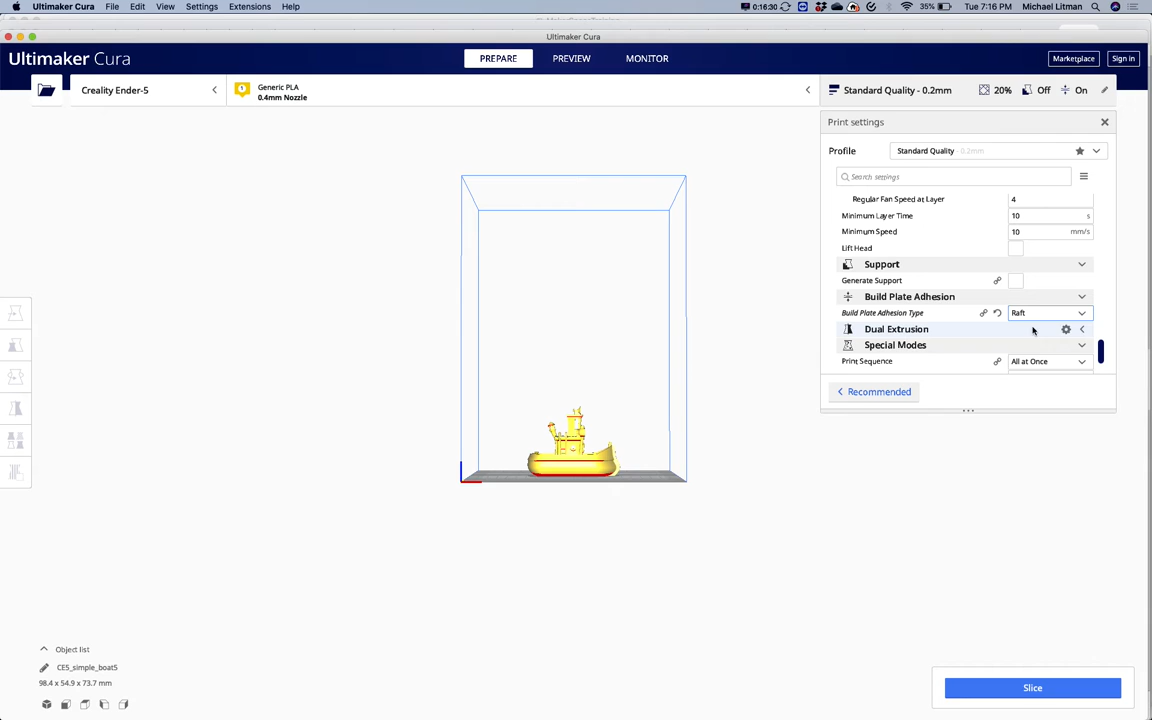 Ultimaker Cura File Edit View Settings Extensions Help 0:16:30 35% Tue 7:16 PM Michael Litman
Ultimaker Cura
Ultimaker Cura PREPARE PREVIEW MONITOR Marketplace Sign in
Creality Ender-5 Generic PLA Standard Quality - 0.2mm 20% Off On
0.4mm Nozzle
Print settings
Profile Standard Quality - 0.2mm
Search settings
Regular Fan Speed at Layer 4
Minimum Layer Time 10 s
Minimum Speed 10 mm/s
Lift Head
Support
Generate Support
Build Plate Adhesion
Build Plate Adhesion Type Raft
Dual Extrusion
Special Modes
Print Sequence All at Once
Recommended
Object list
CE5_simple_boat5
98.4 x 54.9 x 73.7 mm
Slice